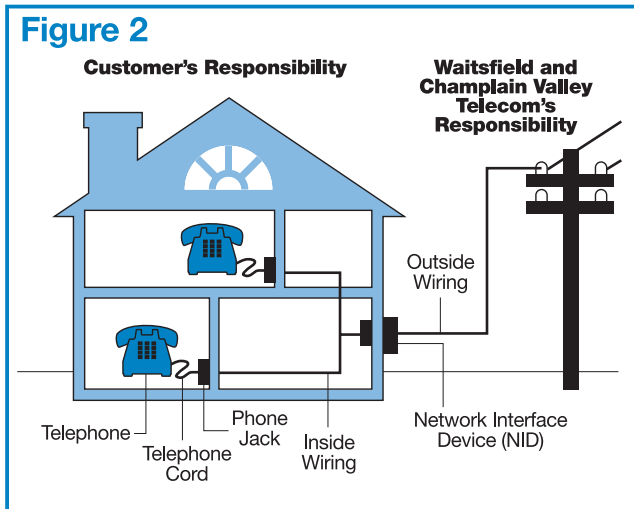 Figure 2
Customer's Responsibility
Waitsfield and
Champlain Valley
Telecom's
Responsibility
Outside
Wiring
Telephone
Telephone
Cord
Phone
Jack
Inside
Wiring
Network Interface
Device (NID)